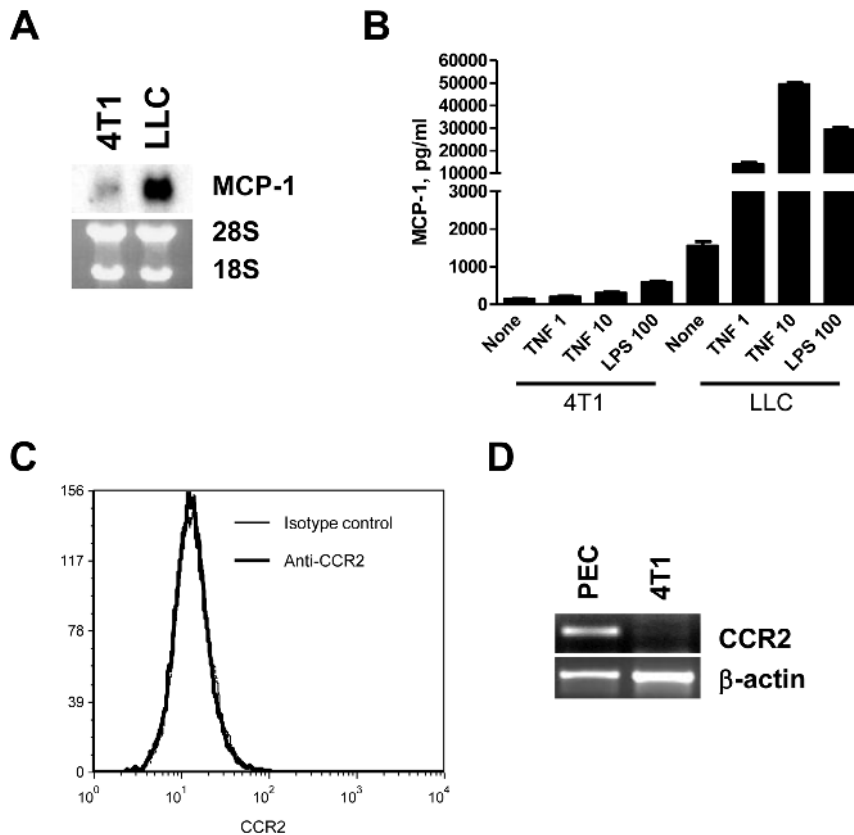 A
4T1
LLC
MCP-1
28S
18S
B
MCP-1, pg/ml
60000
50000
40000
30000
20000
10000
3000
2000
1000
0
None
TNF 1
TNF 10
LPS 100
None
TNF 1
TNF 10
LPS 100
4T1
LLC
C
156
117
78
39
0
Isotype control
Anti-CCR2
10^0
10^1
10^2
10^3
10^4
CCR2
D
PEC
4T1
CCR2
β-actin